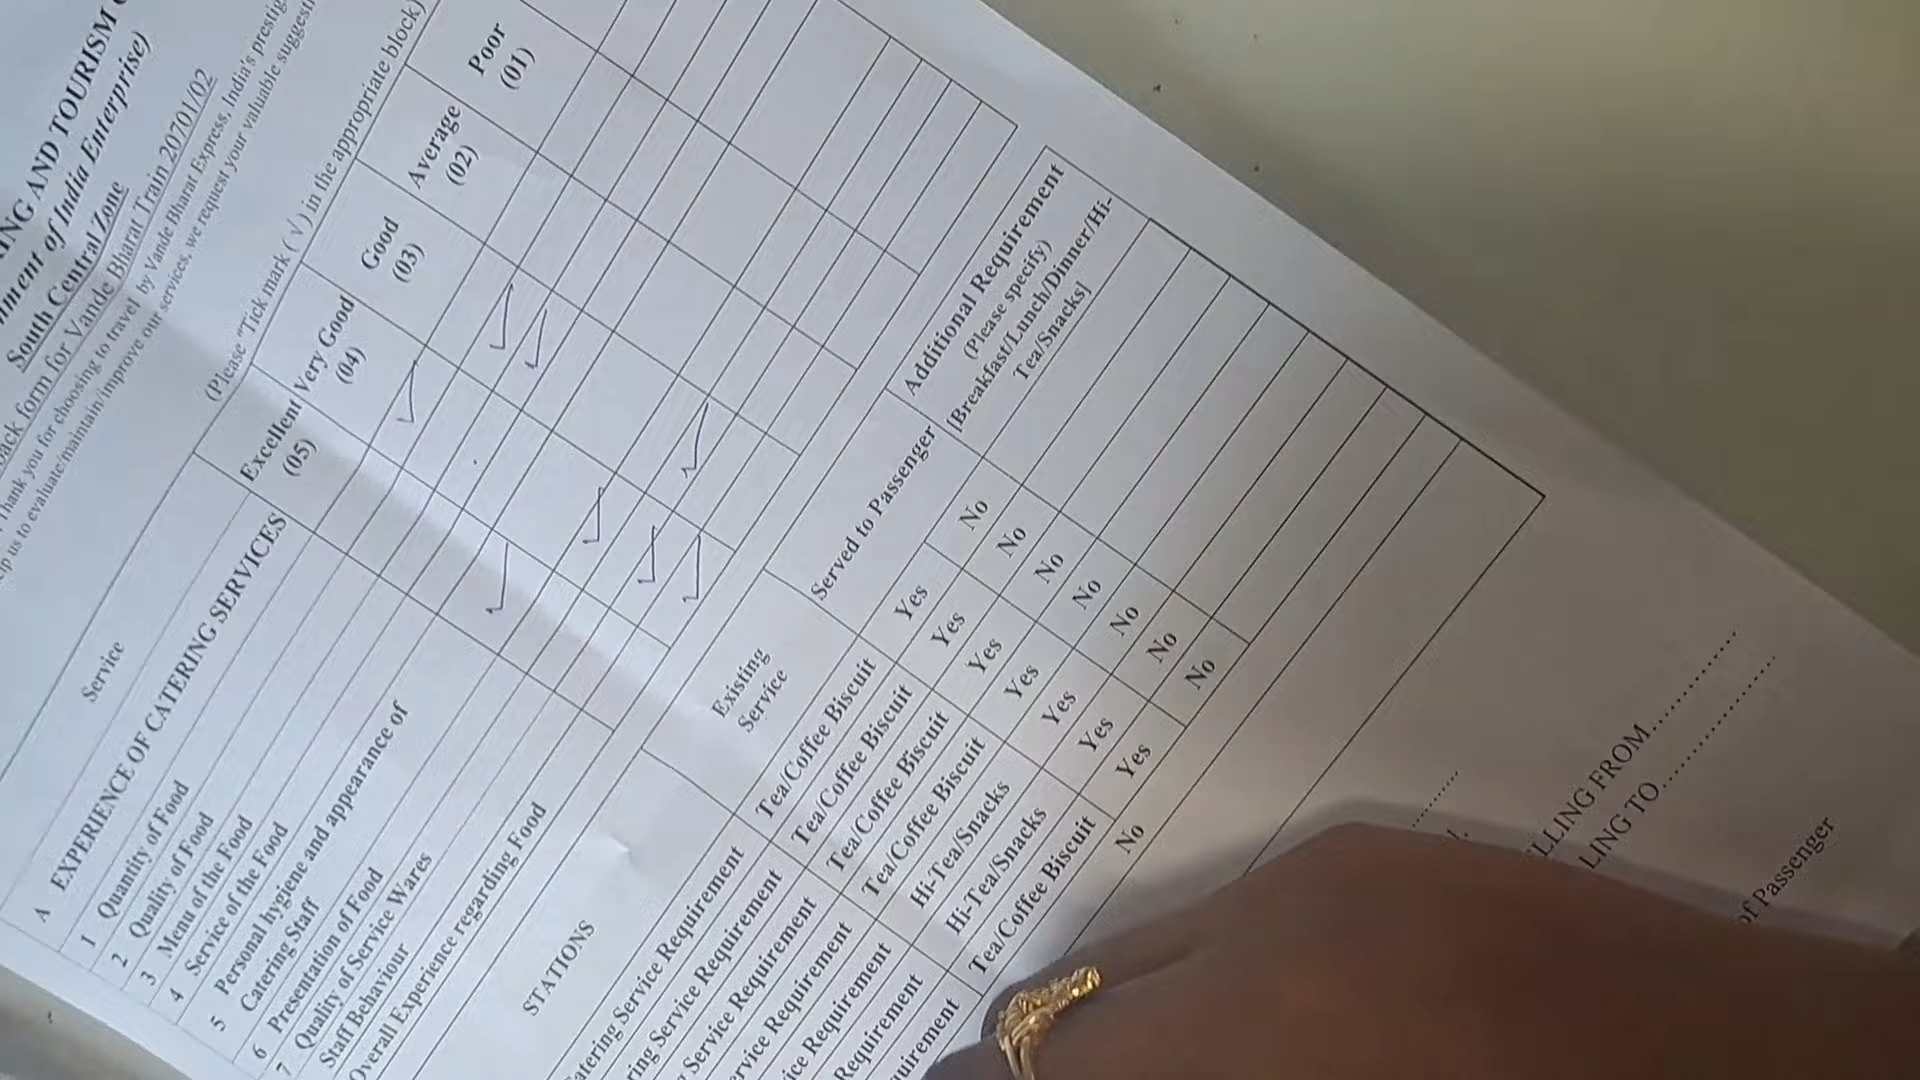 ING AND TOURISM
ment of India Enterprise)
South Central Zone
back form for Vande Bharat Train 20701/02
Thank you for choosing to travel by Vande Bharat Express, India's
us to evaluate/maintain/improve our services, we request your valuable
(Please "Tick mark (√) in the appropriate block)
Service Excellent (05) Very Good (04) Good (03) Average (02) Poor (01)
A EXPERIENCE OF CATERING SERVICES
1 Quantity of Food ✓
2 Quality of Food
3 Menu of the Food ✓
4 Service of the Food ✓
5 Personal hygiene and appearance of
Catering Staff ✓
6 Presentation of Food ✓
7 Quality of Service Wares ✓
Staff Behaviour ✓
Overall Experience regarding Food ✓
STATIONS Existing Service Served to Passenger Additional Requirement
(Please specify)
[Breakfast/Lunch/Dinner/Hi-
Tea/Snacks]
atering Service Requirement Tea/Coffee Biscuit Yes No
ring Service Requirement Tea/Coffee Biscuit Yes No
Service Requirement Tea/Coffee Biscuit Yes No
ervice Requirement Tea/Coffee Biscuit Yes No
ice Requirement Hi-Tea/Snacks Yes No
Requirement Hi-Tea/Snacks Yes No
uirement Tea/Coffee Biscuit Yes No
No
LLING FROM
LING TO
of Passenger